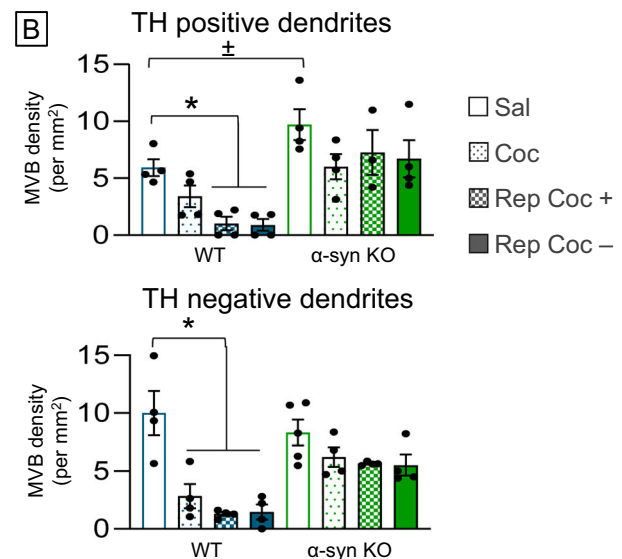 B
TH positive dendrites
±
*
15
10
5
0
MVB density
(per mm²)
WT
α-syn KO
Sal
Coc
Rep Coc +
Rep Coc –
TH negative dendrites
*
15
10
5
0
MVB density
(per mm²)
WT
α-syn KO